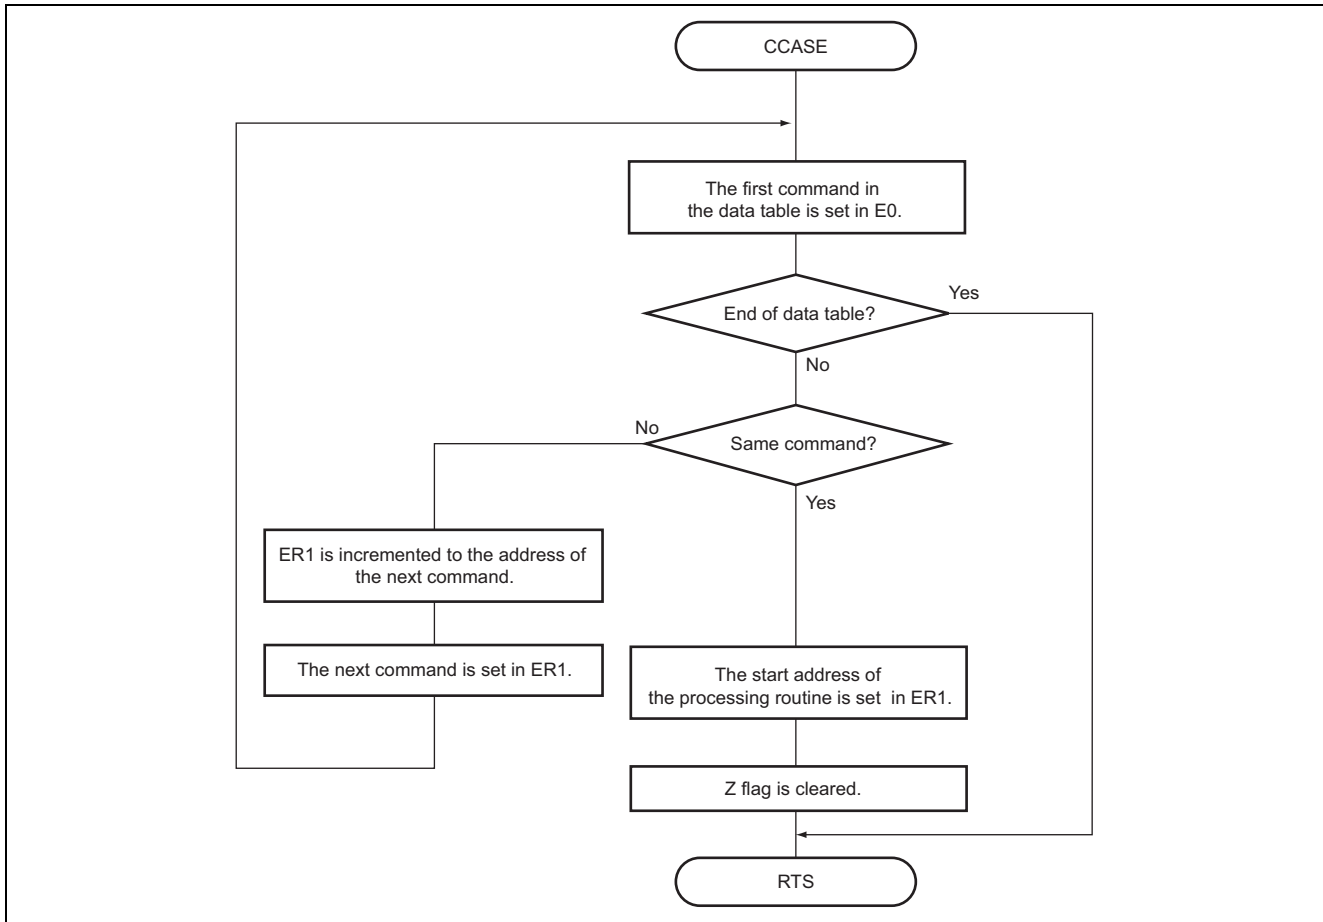 CCASE
The first command in
the data table is set in E0.
End of data table?
Yes
No
Same command?
No
Yes
ER1 is incremented to the address of
the next command.
The next command is set in ER1.
The start address of
the processing routine is set in ER1.
Z flag is cleared.
RTS